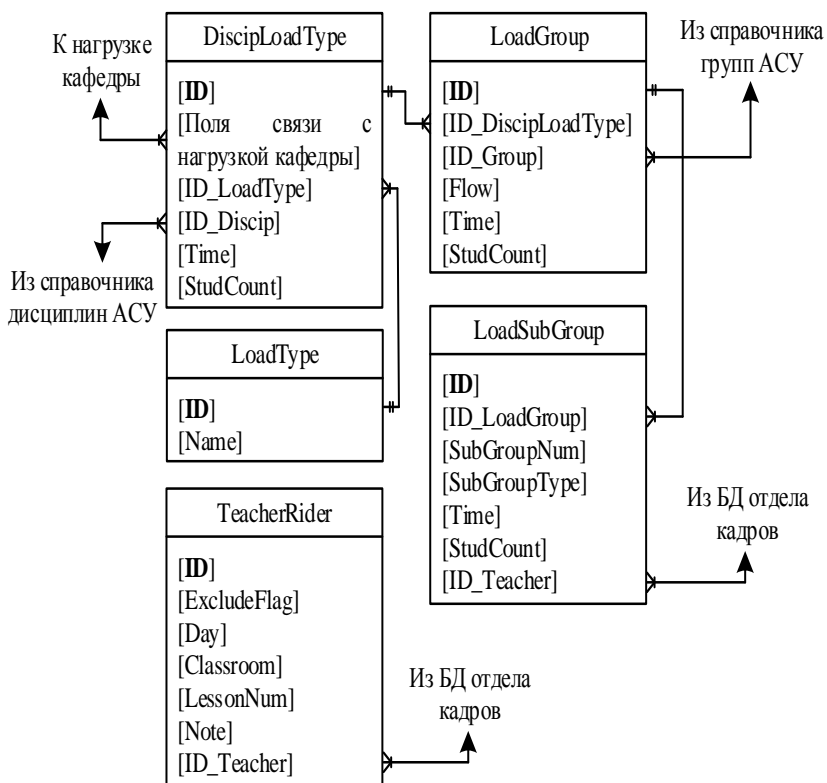 К нагрузке
кафедры
DiscipLoadType
[ID]
[Поля связи с
нагрузкой кафедры]
[ID_LoadType]
[ID_Discip]
[Time]
[StudCount]
Из справочника
дисциплин АСУ
LoadGroup
[ID]
[ID_DiscipLoadType]
[ID_Group]
[Flow]
[Time]
[StudCount]
Из справочника
групп АСУ
LoadType
[ID]
[Name]
LoadSubGroup
[ID]
[ID_LoadGroup]
[SubGroupNum]
[SubGroupType]
[Time]
[StudCount]
[ID_Teacher]
Из БД отдела
кадров
TeacherRider
[ID]
[ExcludeFlag]
[Day]
[Classroom]
[LessonNum]
[Note]
[ID_Teacher]
Из БД отдела
кадров